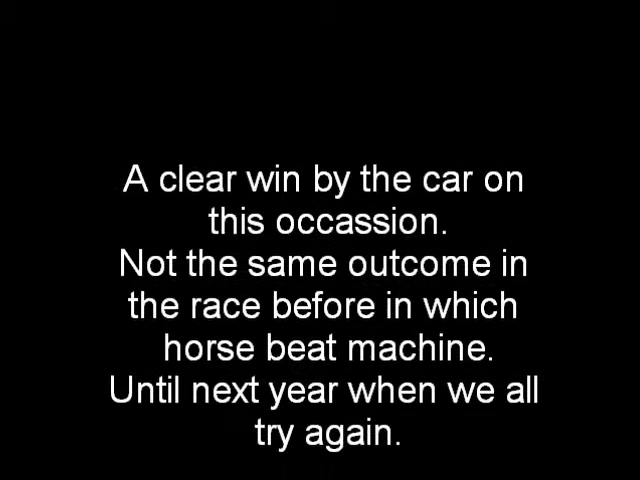 A clear win by the car on
this occassion.
Not the same outcome in
the race before in which
horse beat machine.
Until next year when we all
try again.